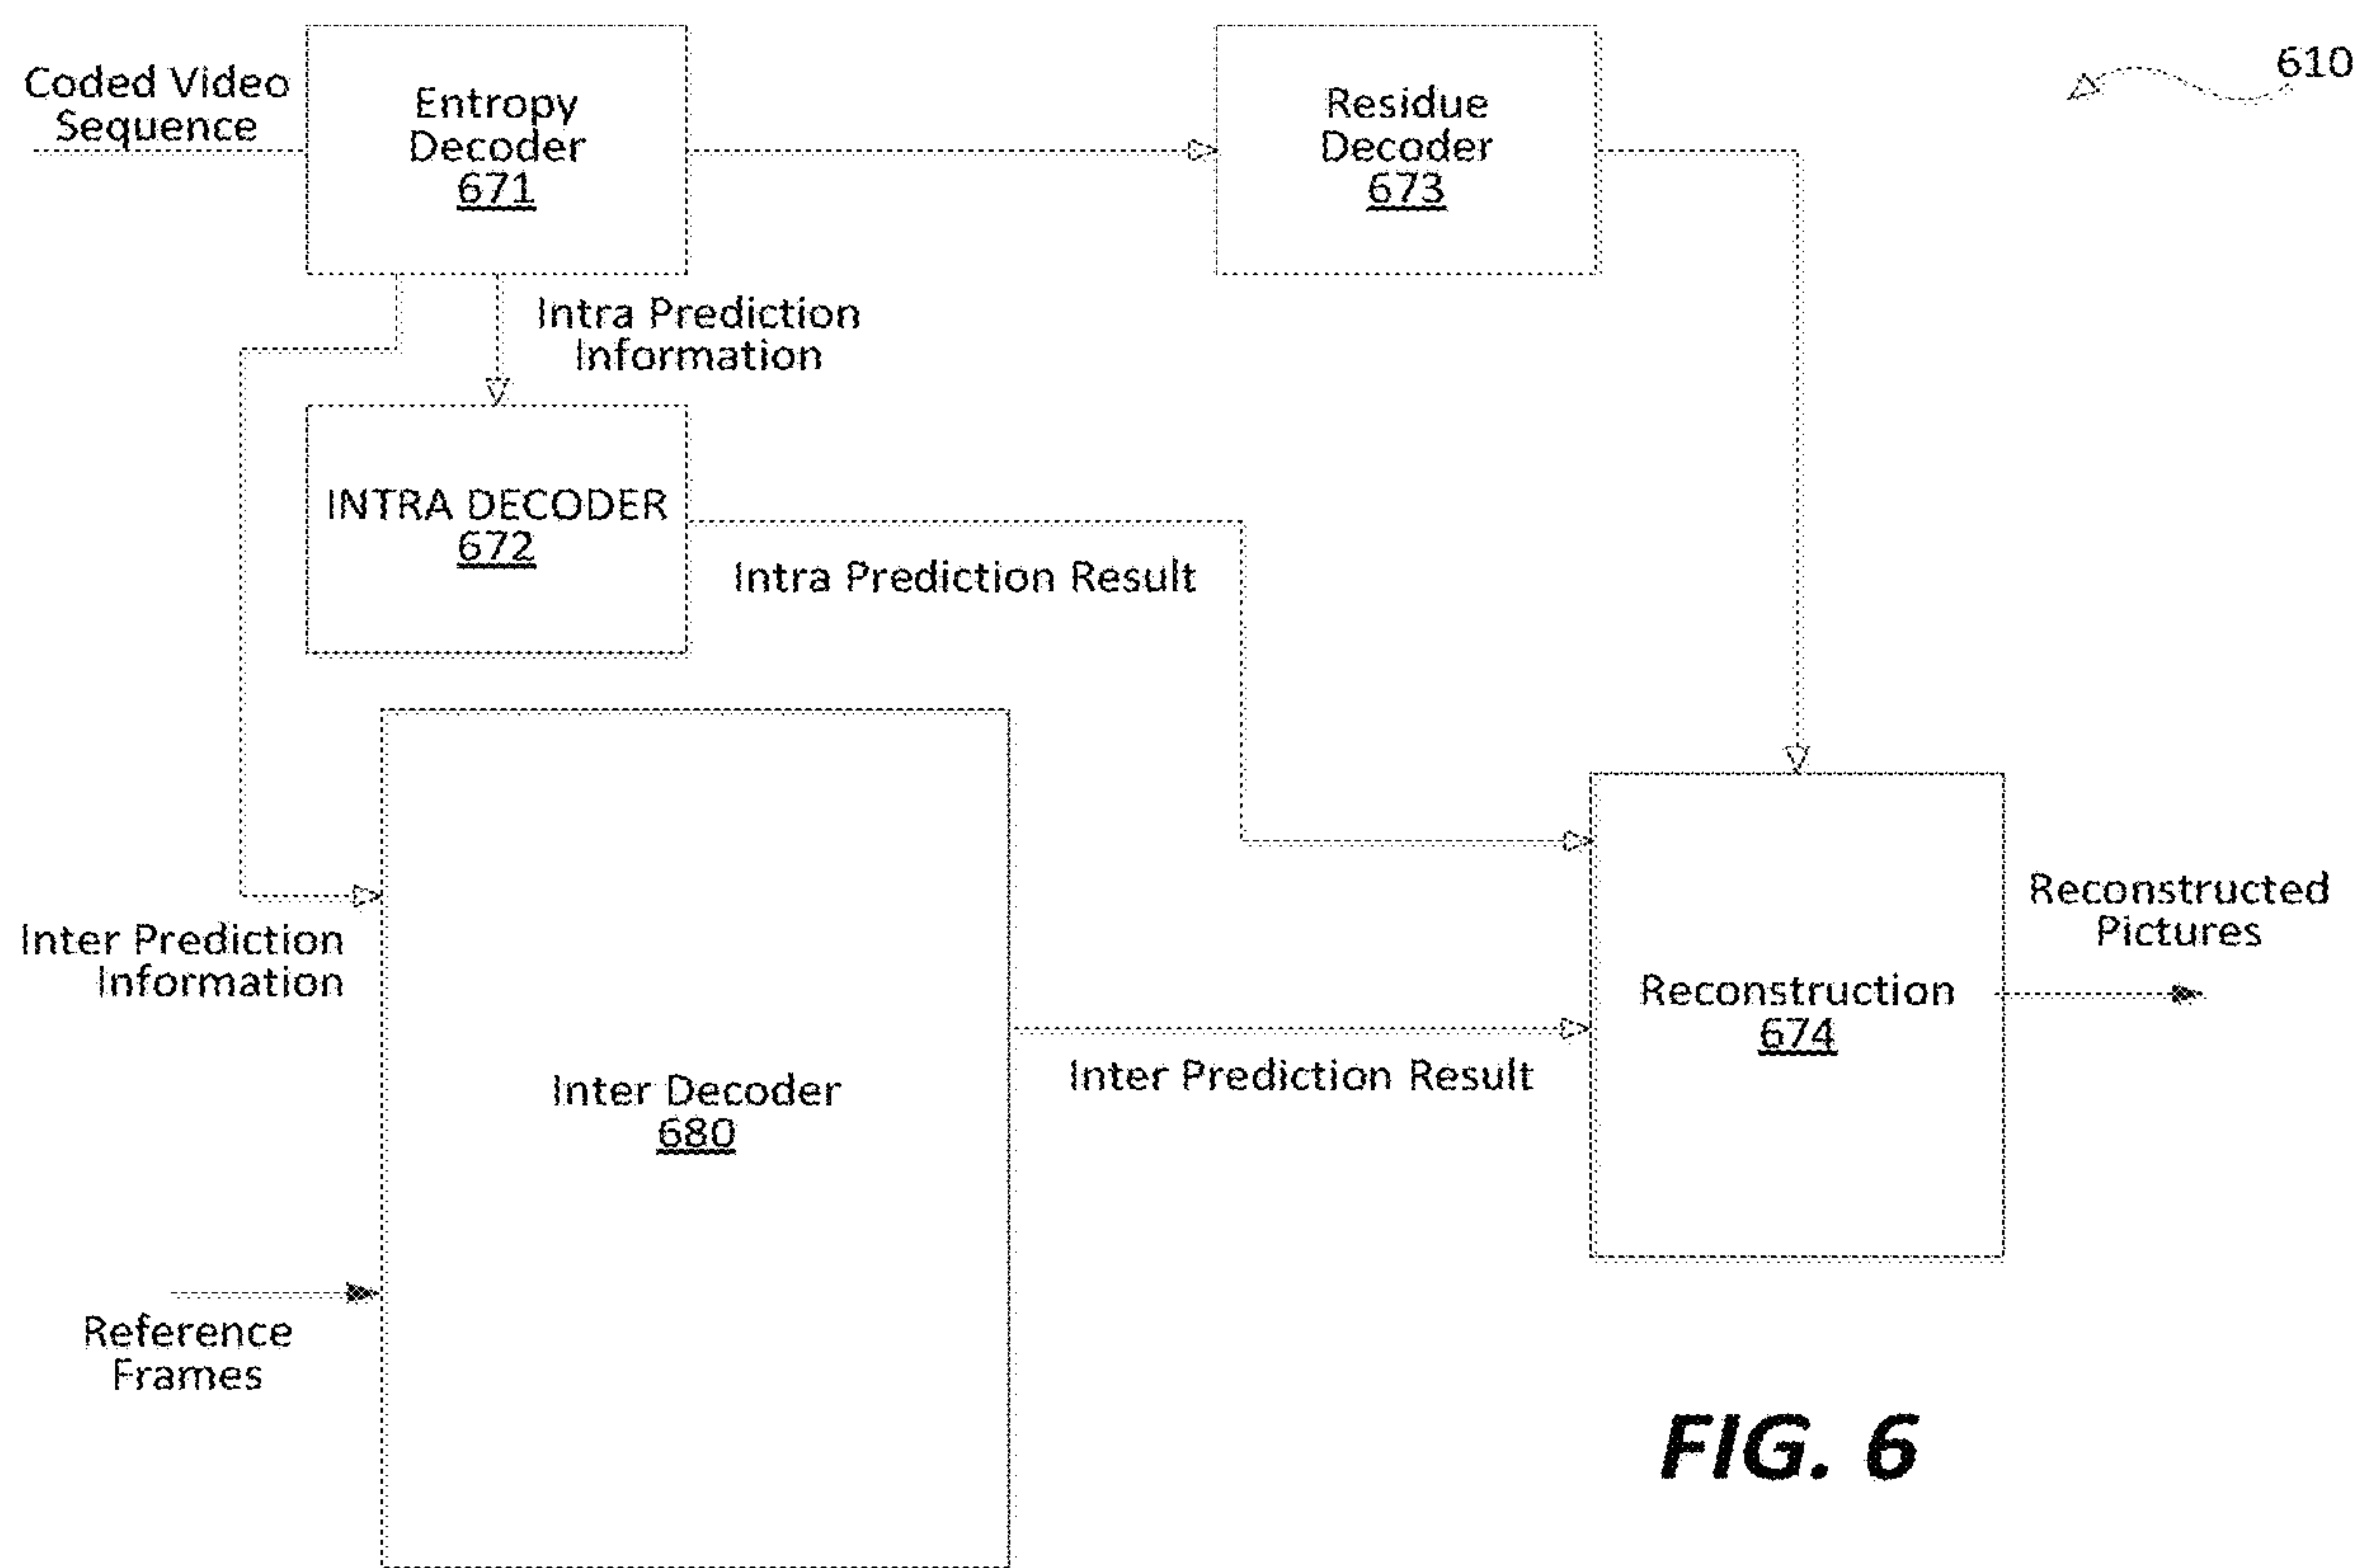 610
Coded Video
Sequence
Entropy
Decoder
671
Residue
Decoder
673
Intra Prediction
Information
INTRA DECODER
672
Intra Prediction Result
Inter Prediction
Information
Inter Decoder
680
Inter Prediction Result
Reconstruction
674
Reconstructed
Pictures
Reference
Frames
FIG. 6